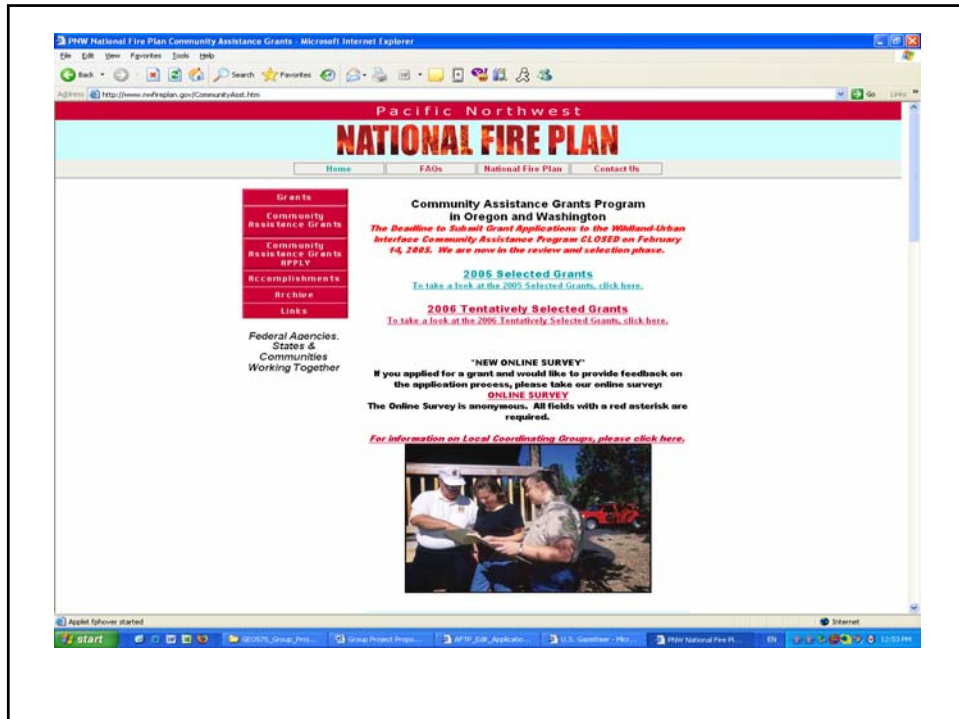 PNW National Fire Plan Community Assistance Grants - Microsoft Internet Explorer
File Edit View Favorites Tools Help
Back Search Favorites
Address http://www.nwfireplan.gov/CommunityAsst.htm Go Links
Pacific Northwest
NATIONAL FIRE PLAN
Home FAQs National Fire Plan Contact Us
Grants
Community
Assistance Grants
Community
Assistance Grants
APPLY
Accomplishments
Archive
Links
Federal Agencies,
States &
Communities
Working Together
Community Assistance Grants Program
in Oregon and Washington
The Deadline to Submit Grant Applications to the Wildland-Urban
Interface Community Assistance Program CLOSED on February
14, 2005. We are now in the review and selection phase.
2005 Selected Grants
To take a look at the 2005 Selected Grants, click here.
2006 Tentatively Selected Grants
To take a look at the 2006 Tentatively Selected Grants, click here.
"NEW ONLINE SURVEY"
If you applied for a grant and would like to provide feedback on
the application process, please take our online survey:
ONLINE SURVEY
The Online Survey is anonymous. All fields with a red asterisk are
required.
For information on Local Coordinating Groups, please click here.
Applet fphover started Internet
start GEOS75_Group_Proj... Group Project Propo... AFTP_Edit_Applicatio... U.S. Gazetteer - Micr... PNW National Fire Pl... EN 12:53 PM